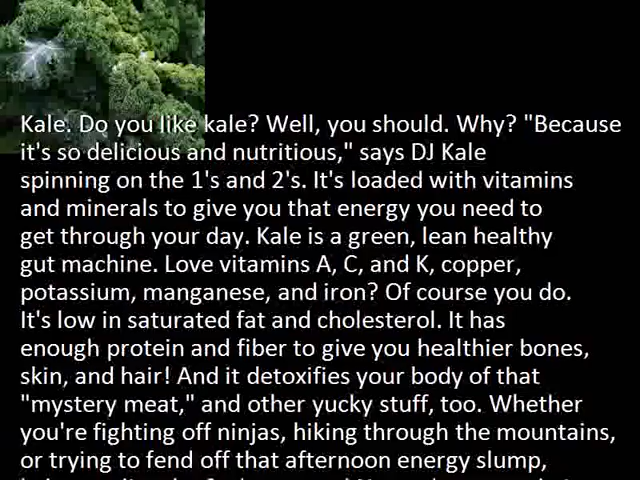 Kale. Do you like kale? Well, you should. Why? "Because
it's so delicious and nutritious," says DJ Kale
spinning on the 1's and 2's. It's loaded with vitamins
and minerals to give you that energy you need to
get through your day. Kale is a green, lean healthy
gut machine. Love vitamins A, C, and K, copper,
potassium, manganese, and iron? Of course you do.
It's low in saturated fat and cholesterol. It has
enough protein and fiber to give you healthier bones,
skin, and hair! And it detoxifies your body of that
"mystery meat," and other yucky stuff, too. Whether
you're fighting off ninjas, hiking through the mountains,
or trying to fend off that afternoon energy slump,